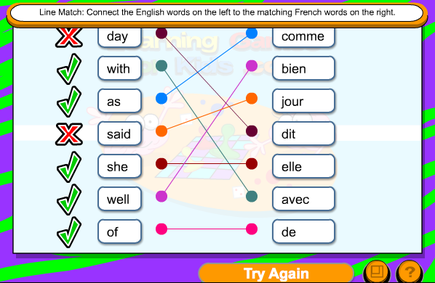 Line Match: Connect the English words on the left to the matching French words on the right.
day comme
with bien
as jour
said dit
she elle
well avec
of de
Try Again
?